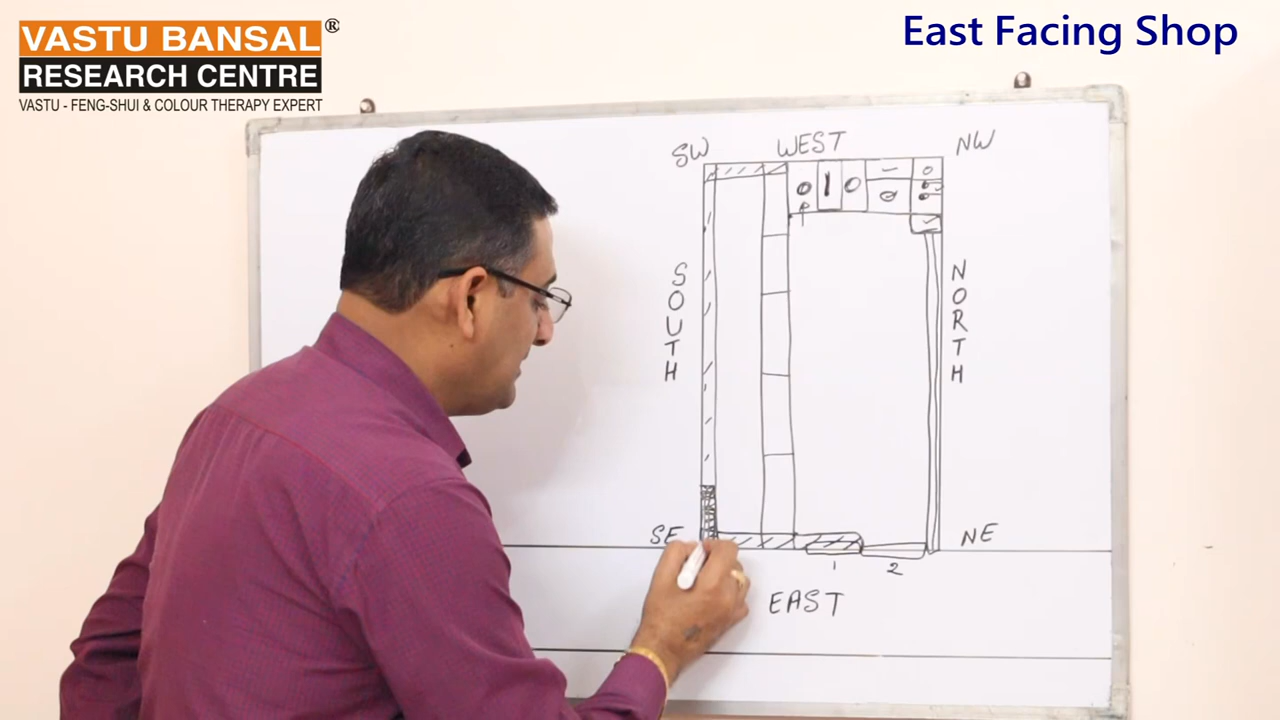 VASTU BANSAL®
RESEARCH CENTRE
VASTU - FENG-SHUI & COLOUR THERAPY EXPERT
East Facing Shop
SW WEST NW
SOUTH
NORTH
SE NE
1 2
EAST